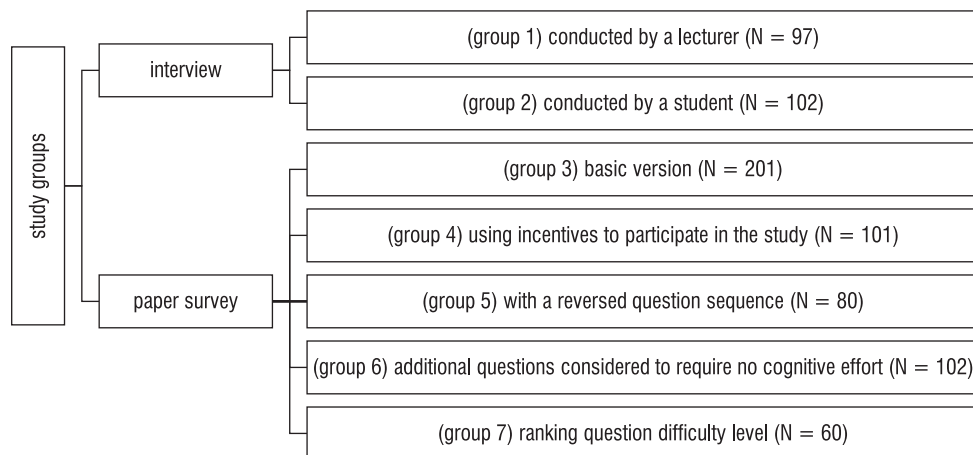 study groups
interview
(group 1) conducted by a lecturer (N = 97)
(group 2) conducted by a student (N = 102)
paper survey
(group 3) basic version (N = 201)
(group 4) using incentives to participate in the study (N = 101)
(group 5) with a reversed question sequence (N = 80)
(group 6) additional questions considered to require no cognitive effort (N = 102)
(group 7) ranking question difficulty level (N = 60)